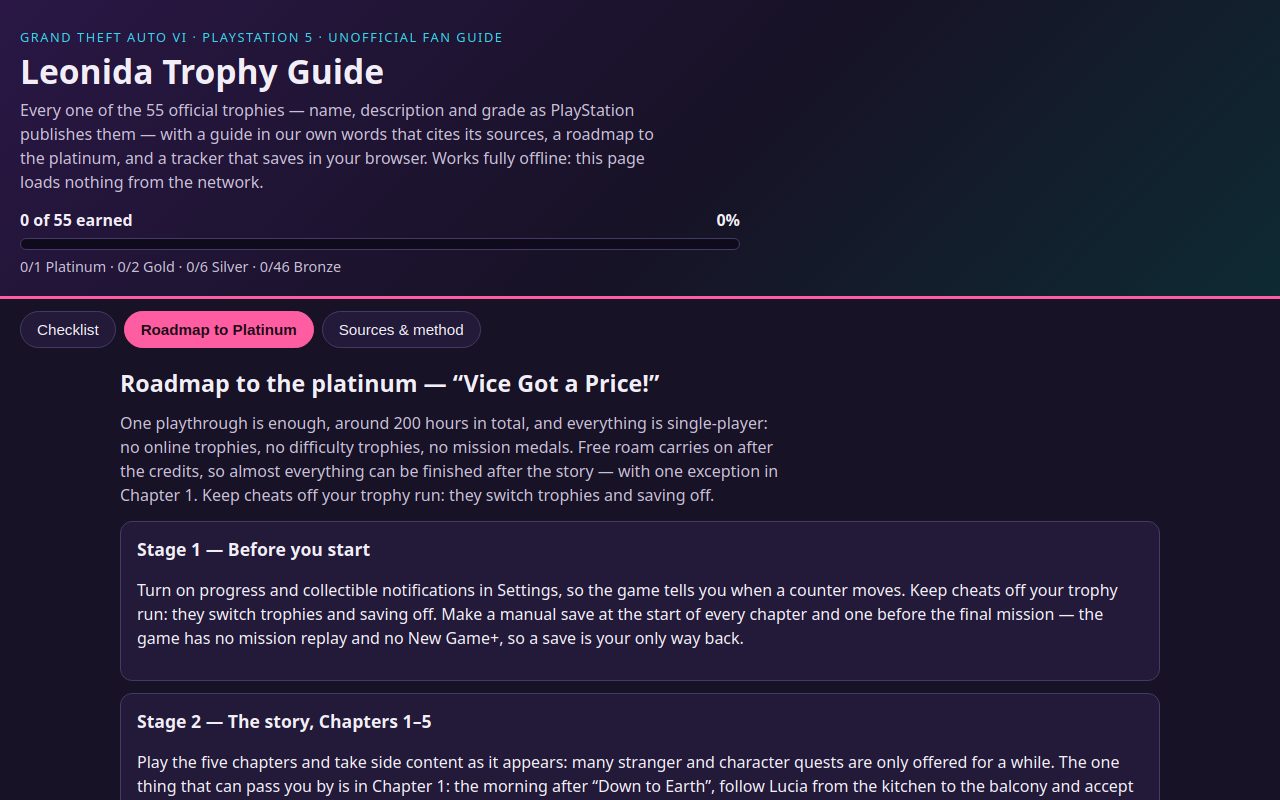 GRAND THEFT AUTO VI · PLAYSTATION 5 · UNOFFICIAL FAN GUIDE
Leonida Trophy Guide
Every one of the 55 official trophies — name, description and grade as PlayStation
publishes them — with a guide in our own words that cites its sources, a roadmap to
the platinum, and a tracker that saves in your browser. Works fully offline: this page
loads nothing from the network.
0 of 55 earned 0%
0/1 Platinum · 0/2 Gold · 0/6 Silver · 0/46 Bronze
Checklist Roadmap to Platinum Sources & method
Roadmap to the platinum — “Vice Got a Price!”
One playthrough is enough, around 200 hours in total, and everything is single-player:
no online trophies, no difficulty trophies, no mission medals. Free roam carries on after
the credits, so almost everything can be finished after the story — with one exception in
Chapter 1. Keep cheats off your trophy run: they switch trophies and saving off.
Stage 1 — Before you start
Turn on progress and collectible notifications in Settings, so the game tells you when a counter moves. Keep cheats off your trophy
run: they switch trophies and saving off. Make a manual save at the start of every chapter and one before the final mission — the
game has no mission replay and no New Game+, so a save is your only way back.
Stage 2 — The story, Chapters 1–5
Play the five chapters and take side content as it appears: many stranger and character quests are only offered for a while. The one
thing that can pass you by is in Chapter 1: the morning after “Down to Earth”, follow Lucia from the kitchen to the balcony and accept